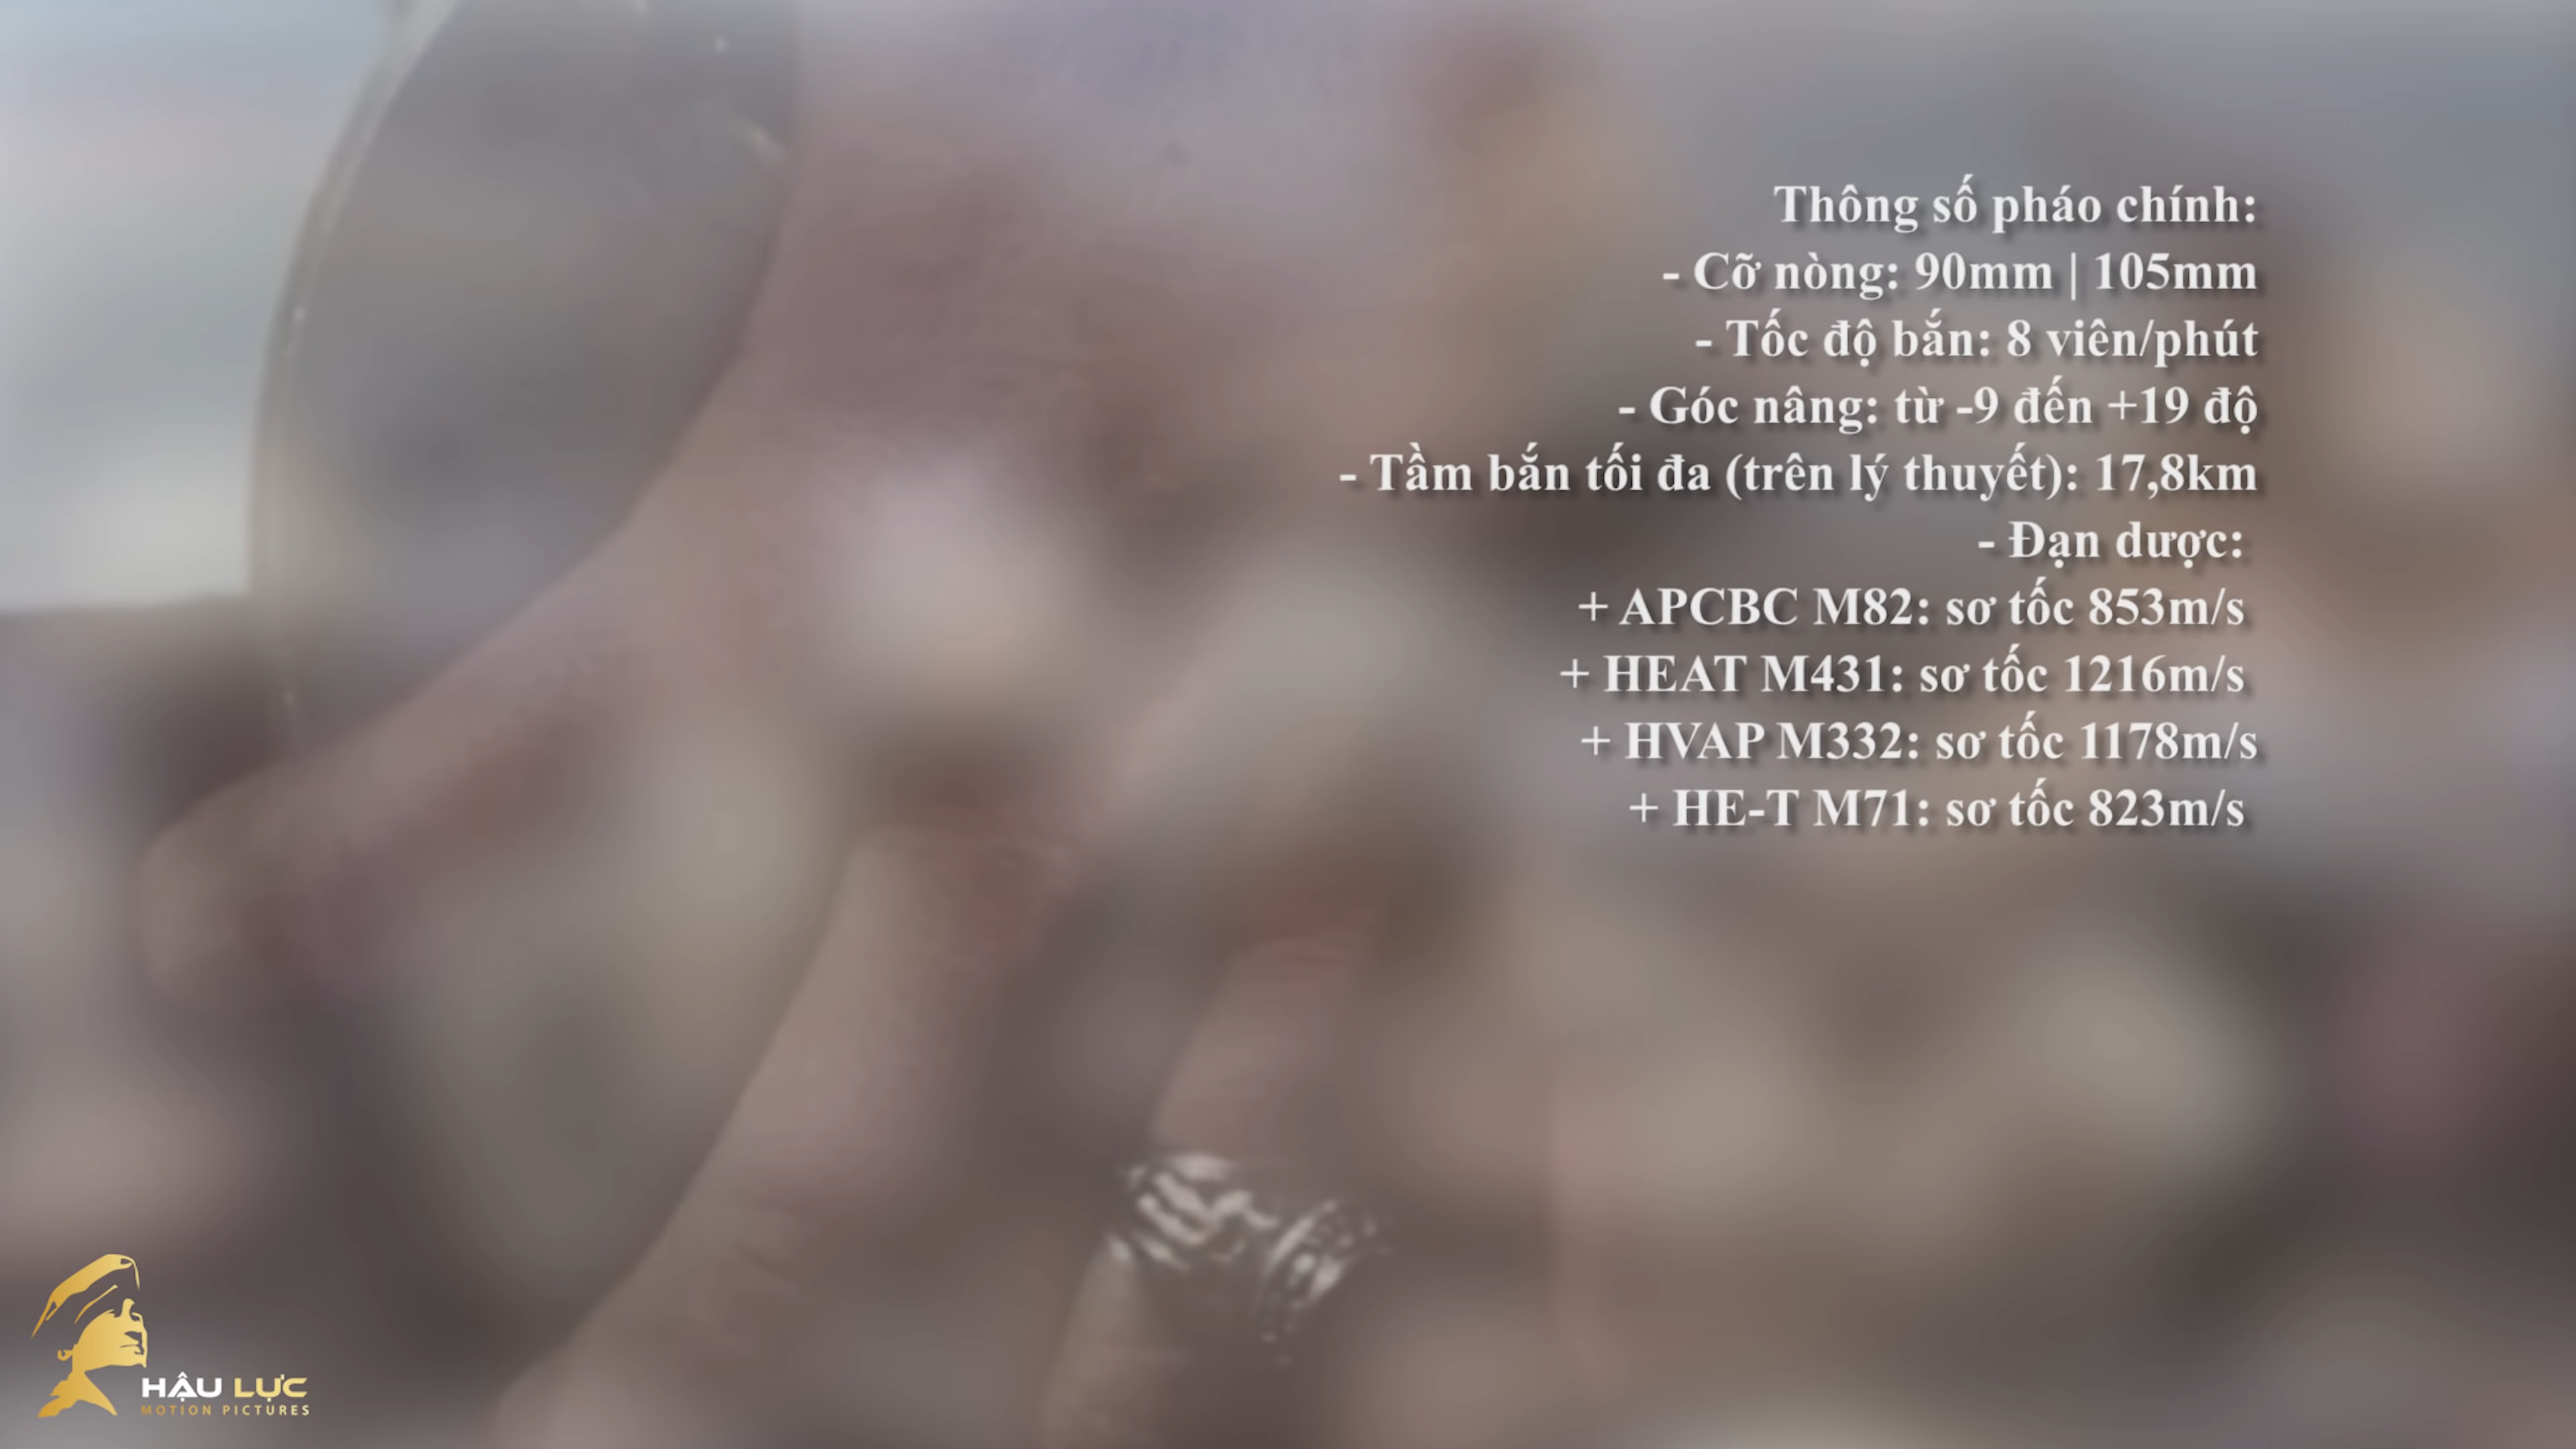 Thông số pháo chính:
- Cỡ nòng: 90mm | 105mm
- Tốc độ bắn: 8 viên/phút
- Góc nâng: từ -9 đến +19 độ
- Tầm bắn tối đa (trên lý thuyết): 17,8km
- Đạn dược:
+ APCBC M82: sơ tốc 853m/s
+ HEAT M431: sơ tốc 1216m/s
+ HVAP M332: sơ tốc 1178m/s
+ HE-T M71: sơ tốc 823m/s
HẬU LỰC
MOTION PICTURES